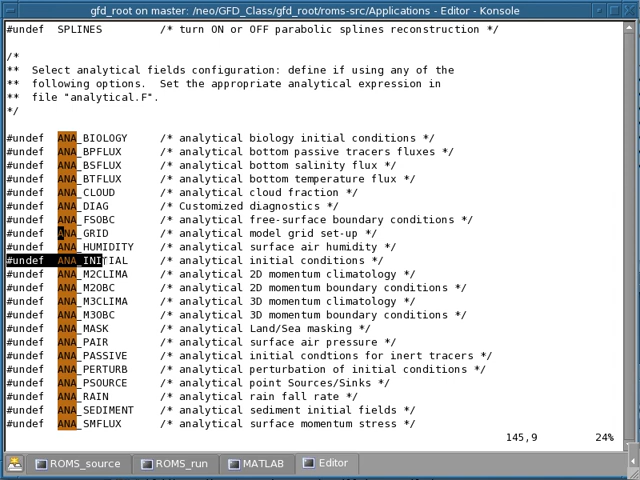 gfd_root on master: /neo/GFD_Class/gfd_root/roms-src/Applications - Editor - Konsole
#undef  SPLINES     /* turn ON or OFF parabolic splines reconstruction */
/*
**  Select analytical fields configuration: define if using any of the
**  following options.  Set the appropriate analytical expression in
**  file "analytical.F".
*/
#undef  ANA_BIOLOGY     /* analytical biology initial conditions */
#undef  ANA_BPFLUX      /* analytical bottom passive tracers fluxes */
#undef  ANA_BSFLUX      /* analytical bottom salinity flux */
#undef  ANA_BTFLUX      /* analytical bottom temperature flux */
#undef  ANA_CLOUD       /* analytical cloud fraction */
#undef  ANA_DIAG        /* Customized diagnostics */
#undef  ANA_FSOBC       /* analytical free-surface boundary conditions */
#undef  ANA_GRID        /* analytical model grid set-up */
#undef  ANA_HUMIDITY    /* analytical surface air humidity */
#undef  ANA_INITIAL     /* analytical initial conditions */
#undef  ANA_M2CLIMA     /* analytical 2D momentum climatology */
#undef  ANA_M2OBC       /* analytical 2D momentum boundary conditions */
#undef  ANA_M3CLIMA     /* analytical 3D momentum climatology */
#undef  ANA_M3OBC       /* analytical 3D momentum boundary conditions */
#undef  ANA_MASK        /* analytical Land/Sea masking */
#undef  ANA_PAIR        /* analytical surface air pressure */
#undef  ANA_PASSIVE     /* analytical initial condtions for inert tracers */
#undef  ANA_PERTURB     /* analytical perturbation of initial conditions */
#undef  ANA_PSOURCE     /* analytical point Sources/Sinks */
#undef  ANA_RAIN        /* analytical rain fall rate */
#undef  ANA_SEDIMENT    /* analytical sediment initial fields */
#undef  ANA_SMFLUX      /* analytical surface momentum stress */
145,9         24%
ROMS_source  ROMS_run  MATLAB  Editor